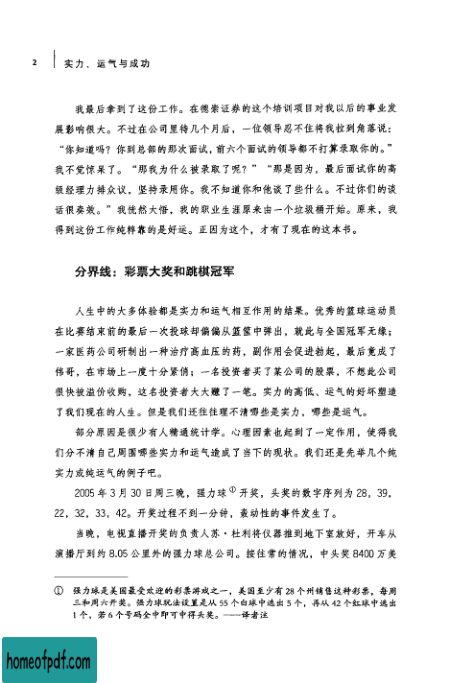 2 实力、运气与成功
我最后拿到了这份工作。在德崇证券的这个培训项目对我以后的事业发
展影响很大。不过在公司里待几个月后，一位领导忍不住将我拉到角落说：
“你知道吗？你到总部的那次面试，前六个面试的领导都不打算录取你的。”
我不觉惊呆了。“那我为什么被录取了呢？”“那是因为，最后面试你的高
级经理力排众议，坚持录用你。我不知道你和他谈了些什么。不过你们的谈
话很奏效。”我恍然大悟，我的职业生涯原来由一个垃圾桶开始。原来，我
得到这份工作纯粹靠的是好运。正因为这个，才有了现在的这本书。
分界线：彩票大奖和跳棋冠军
人生中的大多体验都是实力和运气相互作用的结果。优秀的篮球运动员
在比赛结束前的最后一次投球却偏偏从篮筐中弹出，就此与全国冠军无缘；
一家医药公司研制出一种治疗高血压的药，副作用会促进勃起，最后竟成了
伟哥，在市场上一度十分紧俏；一名投资者买了某公司的股票，不想此公司
很快被溢价收购，这名投资者大大赚了一笔。实力的高低、运气的好坏塑造
了我们现在的人生。但是我们还往往理不清哪些是实力，哪些是运气。
部分原因是很少有人精通统计学。心理因素也起到了一定作用，使得我
们分不清自己周围哪些实力和运气造成了当下的现状。我们还是先举几个纯
实力或纯运气的例子吧。
2005 年 3 月 30 日周三晚，强力球①开奖，头奖的数字序列为 28，39，
22，32，33，42。开奖过程不到一分钟，轰动性的事件发生了。
当晚，电视直播开奖的负责人苏·杜利将仪器推到地下室放好，开车从
演播厅到约 8.05 公里外的强力球总公司。按往常的情况，中头奖 8400 万美
① 强力球是美国最受欢迎的彩票游戏之一，美国至少有 28 个州销售这种彩票，每周
三和周六开奖。强力球玩法设置是从 55 个白球中选出 5 个，再从 42 个红球中选出
1 个，若 6 个号码全中即可中得头奖。——译者注
homeofpdf.com